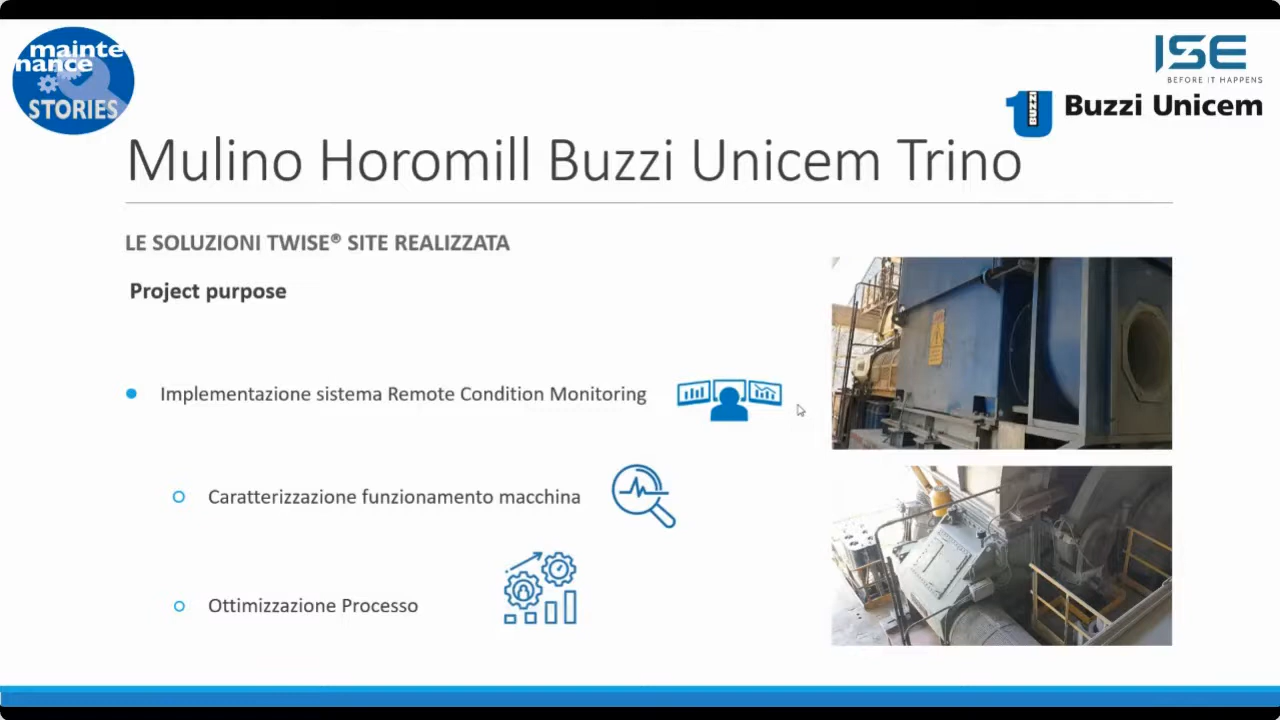 mainte
nance
STORIES
ISE
BEFORE IT HAPPENS
BUZZI
Buzzi Unicem
Mulino Horomill Buzzi Unicem Trino
LE SOLUZIONI TWISE® SITE REALIZZATA
Project purpose
Implementazione sistema Remote Condition Monitoring
Caratterizzazione funzionamento macchina
Ottimizzazione Processo